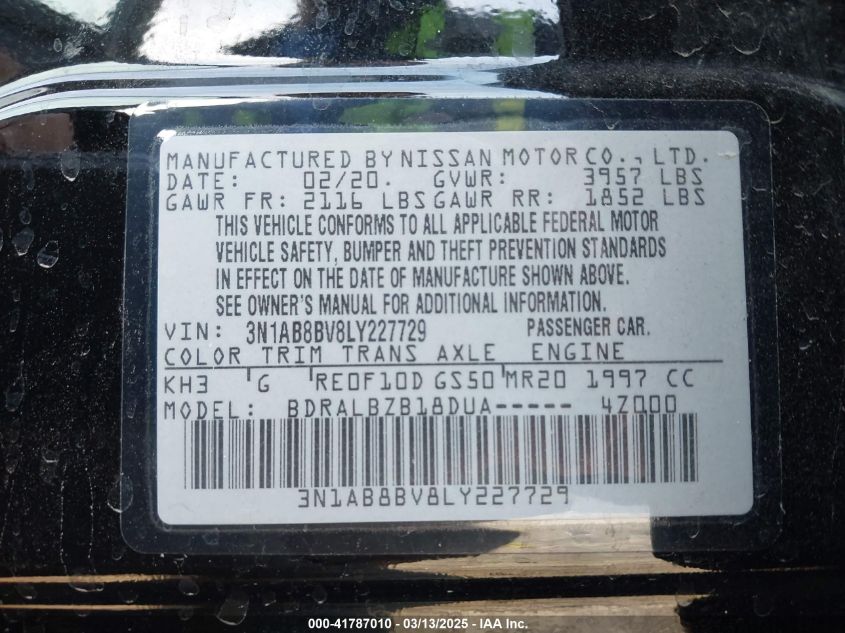 MANUFACTURED BY NISSAN MOTOR CO., LTD.
DATE: 02/20. GVWR: 3957 LBS
GAWR FR: 2116 LBS GAWR RR: 1852 LBS
THIS VEHICLE CONFORMS TO ALL APPLICABLE FEDERAL MOTOR
VEHICLE SAFETY, BUMPER AND THEFT PREVENTION STANDARDS
IN EFFECT ON THE DATE OF MANUFACTURE SHOWN ABOVE.
SEE OWNER'S MANUAL FOR ADDITIONAL INFORMATION.
VIN: 3N1AB8BV8LY227729 PASSENGER CAR.
COLOR TRIM TRANS AXLE ENGINE
KH3 G RE0F10D GS50 MR20 1997 CC
MODEL: BDRALBZB18DUA----- 4Z000
3N1AB8BV8LY227729
000-41787010 - 03/13/2025 - IAA Inc.